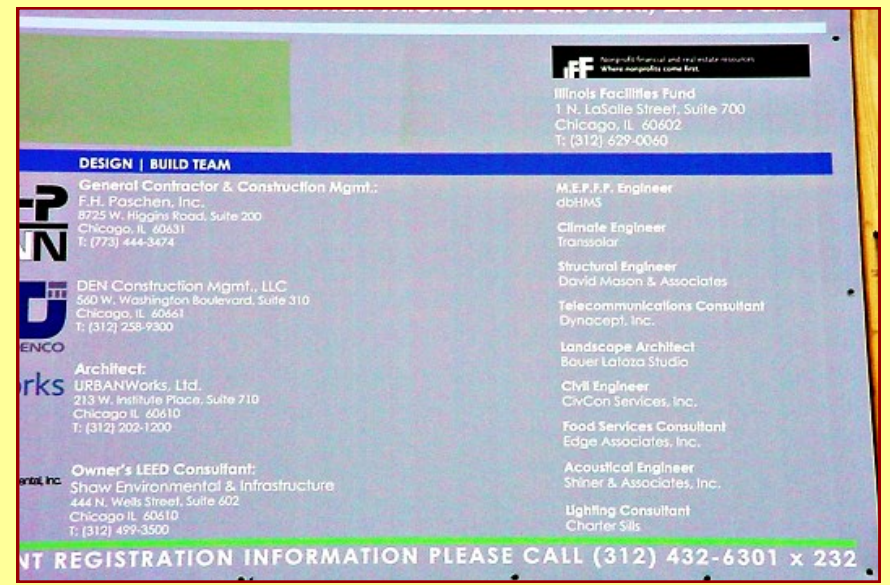 IFF
Nonprofit financial and real estate resources
Where nonprofits come first.
Illinois Facilities Fund
1 N. LaSalle Street, Suite 700
Chicago, IL 60602
T: (312) 629-0060
DESIGN | BUILD TEAM
General Contractor & Construction Mgmt.:
F.H. Paschen, Inc.
8725 W. Higgins Road, Suite 200
Chicago, IL 60631
T: (773) 444-3474
DEN Construction Mgmt., LLC
560 W. Washington Boulevard, Suite 310
Chicago, IL 60661
T: (312) 258-9300
ENCO
Architect:
rks
URBANWorks, Ltd.
213 W. Institute Place, Suite 710
Chicago IL 60610
T: (312) 202-1200
Owner's LEED Consultant:
ental, Inc.
Shaw Environmental & Infrastructure
444 N. Wells Street, Suite 602
Chicago IL 60610
T: (312) 499-3500
M.E.P.F.P. Engineer
dbHMS
Climate Engineer
Transsolar
Structural Engineer
David Mason & Associates
Telecommunications Consultant
Dynacept, Inc.
Landscape Architect
Bauer Latoza Studio
Civil Engineer
CivCon Services, Inc.
Food Services Consultant
Edge Associates, Inc.
Acoustical Engineer
Shiner & Associates, Inc.
Lighting Consultant
Charter Sills
NT REGISTRATION INFORMATION PLEASE CALL (312) 432-6301 x 232